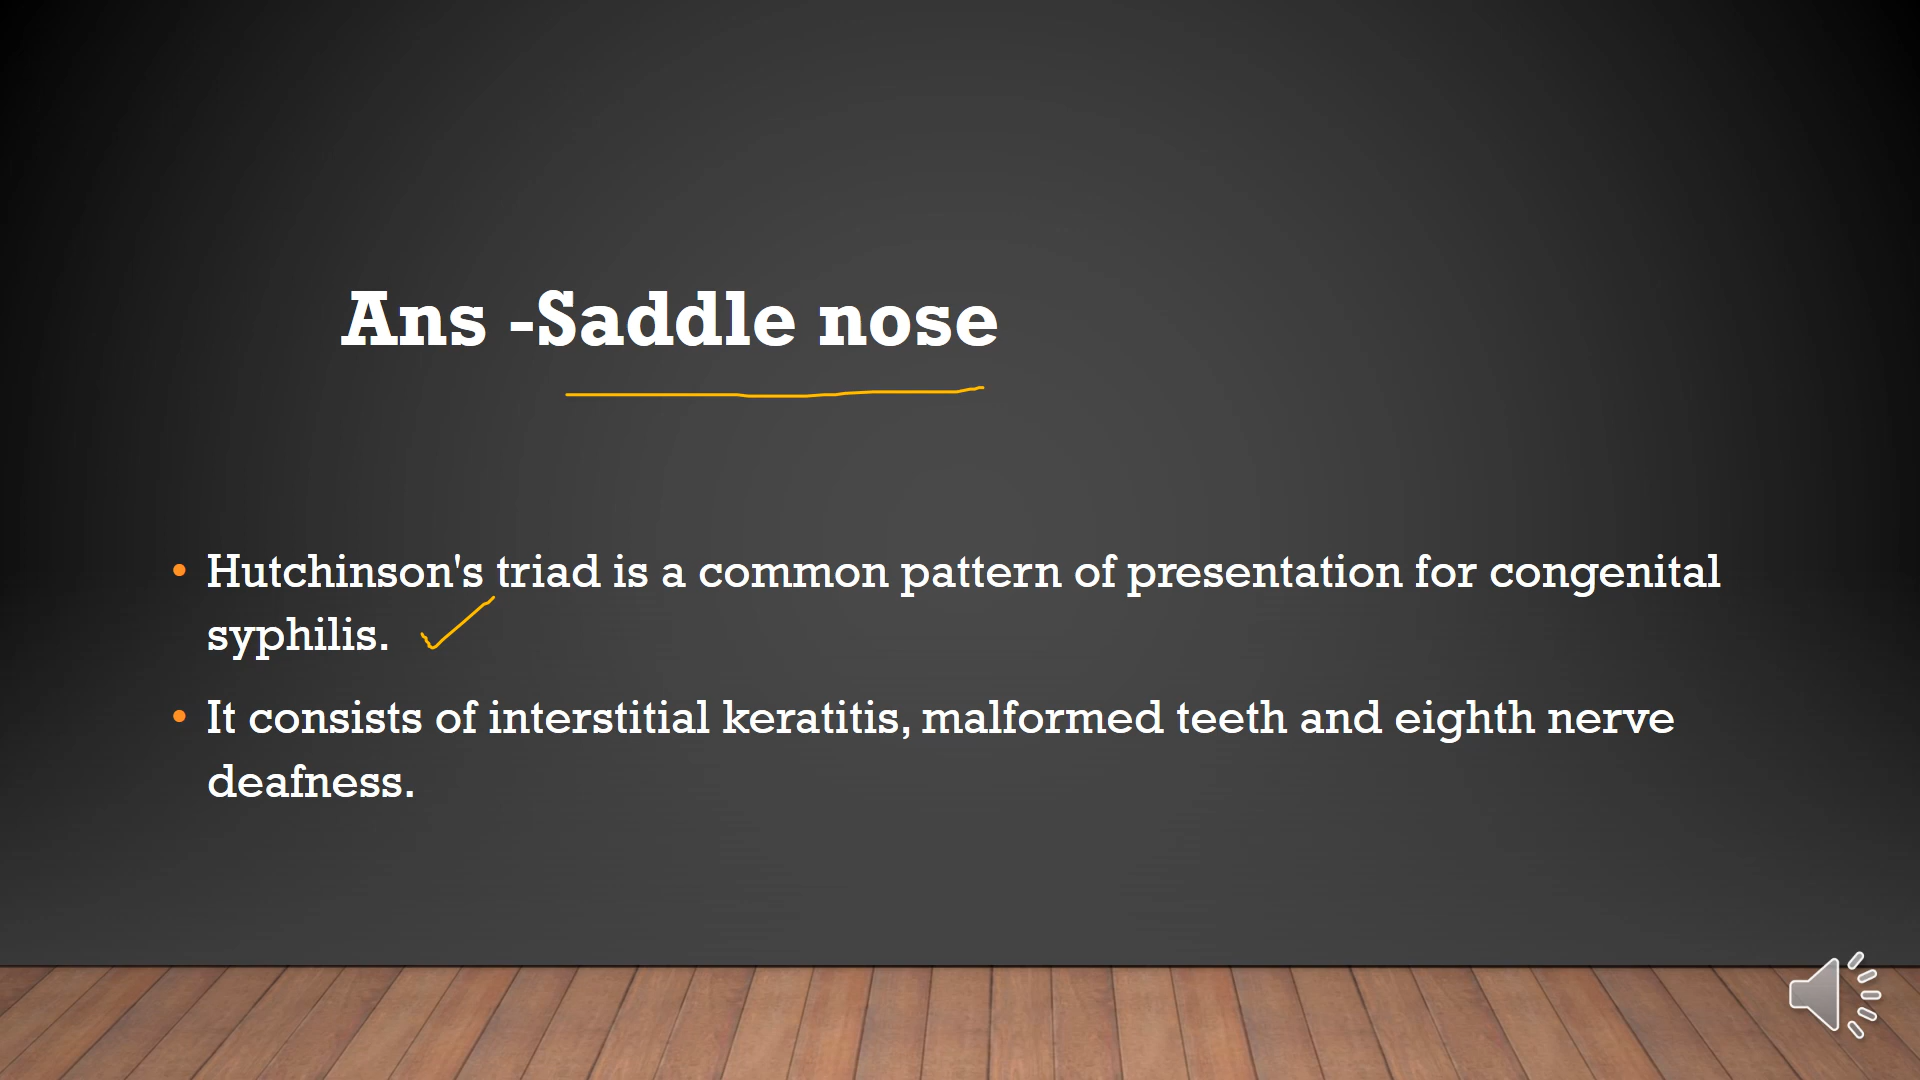 Ans -Saddle nose
• Hutchinson's triad is a common pattern of presentation for congenital
syphilis.
• It consists of interstitial keratitis, malformed teeth and eighth nerve
deafness.